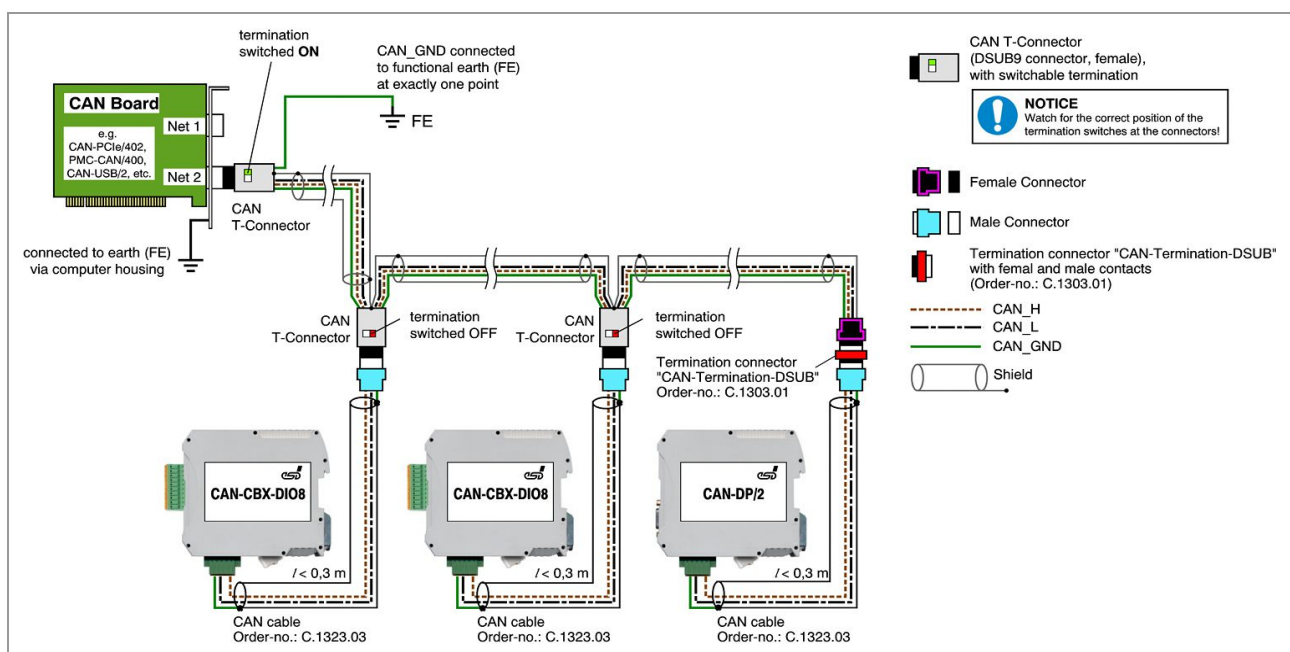 termination
switched ON
CAN_GND connected
to functional earth (FE)
at exactly one point
FE
CAN Board
e.g.
CAN-PCIe/402,
PMC-CAN/400,
CAN-USB/2, etc.
Net 1
Net 2
CAN
T-Connector
connected to earth (FE)
via computer housing
CAN
T-Connector
termination
switched OFF
CAN
T-Connector
termination
switched OFF
Termination connector
"CAN-Termination-DSUB"
Order-no.: C.1303.01
esd
CAN-CBX-DIO8
esd
CAN-CBX-DIO8
esd
CAN-DP/2
l < 0,3 m
l < 0,3 m
l < 0,3 m
CAN cable
Order-no.: C.1323.03
CAN cable
Order-no.: C.1323.03
CAN cable
Order-no.: C.1323.03
CAN T-Connector
(DSUB9 connector, female),
with switchable termination
NOTICE
Watch for the correct position of the
termination switches at the connectors!
Female Connector
Male Connector
Termination connector "CAN-Termination-DSUB"
with femal and male contacts
(Order-no.: C.1303.01)
CAN_H
CAN_L
CAN_GND
Shield